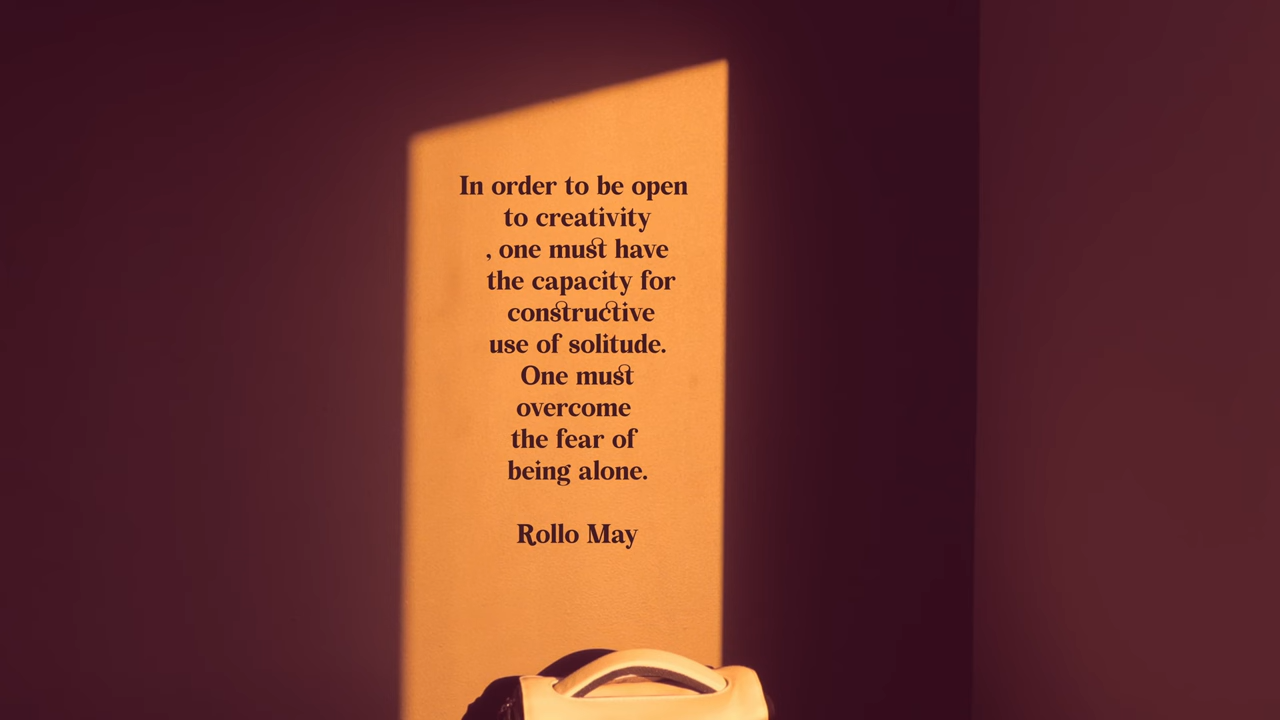 In order to be open
to creativity
, one must have
the capacity for
constructive
use of solitude.
One must
overcome
the fear of
being alone.
Rollo May